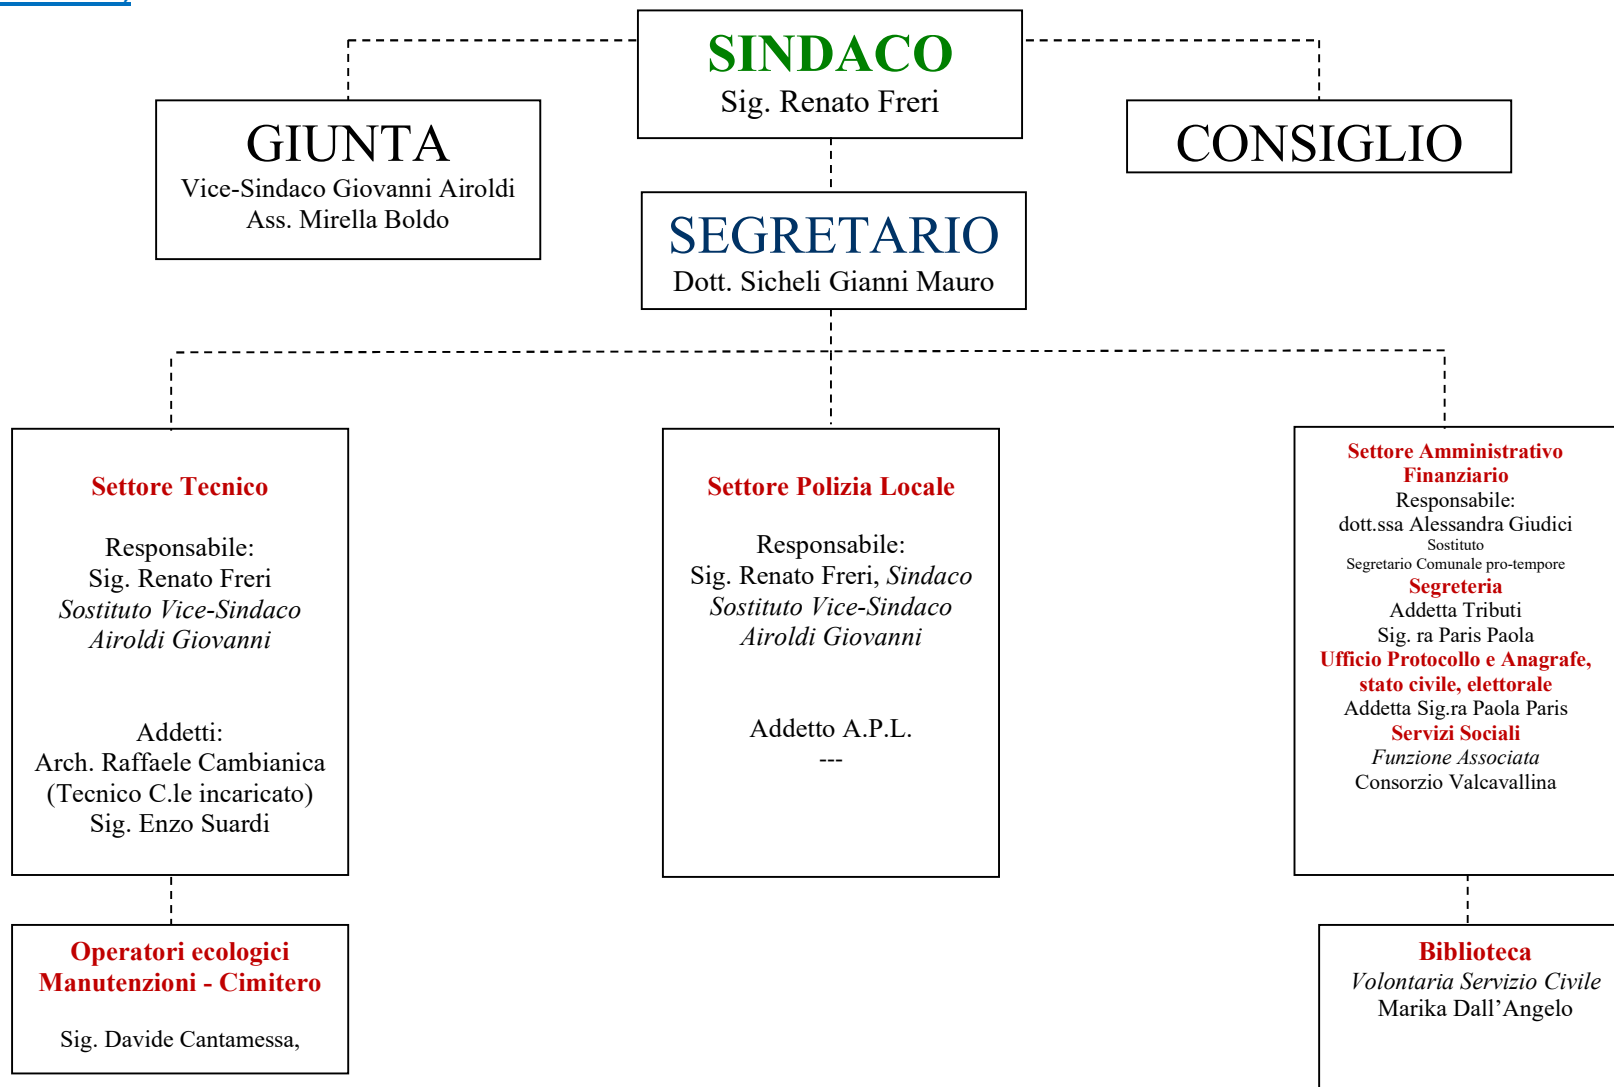 SINDACO
Sig. Renato Freri
GIUNTA
Vice-Sindaco Giovanni Airoldi
Ass. Mirella Boldo
CONSIGLIO
SEGRETARIO
Dott. Sicheli Gianni Mauro
Settore Tecnico
Responsabile:
Sig. Renato Freri
Sostituto Vice-Sindaco
Airoldi Giovanni
Addetti:
Arch. Raffaele Cambianica
(Tecnico C.le incaricato)
Sig. Enzo Suardi
Settore Polizia Locale
Responsabile:
Sig. Renato Freri, Sindaco
Sostituto Vice-Sindaco
Airoldi Giovanni
Addetto A.P.L.
---
Settore Amministrativo
Finanziario
Responsabile:
dott.ssa Alessandra Giudici
Sostituto
Segretario Comunale pro-tempore
Segreteria
Addetta Tributi
Sig. ra Paris Paola
Ufficio Protocollo e Anagrafe,
stato civile, elettorale
Addetta Sig.ra Paola Paris
Servizi Sociali
Funzione Associata
Consorzio Valcavallina
Operatori ecologici
Manutenzioni - Cimitero
Sig. Davide Cantamessa,
Biblioteca
Volontaria Servizio Civile
Marika Dall’Angelo